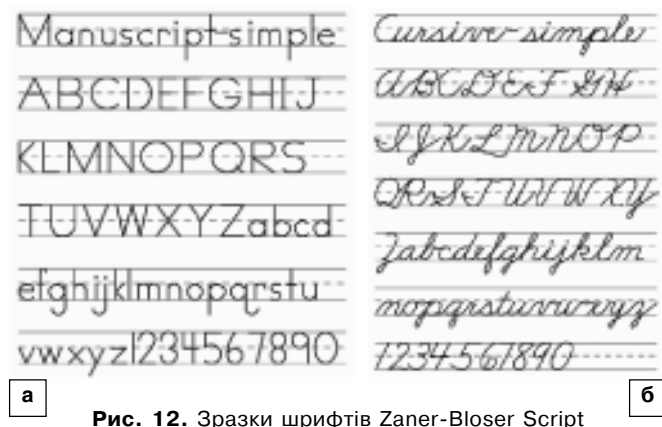 Manuscript-simple
ABCDEFGHIJ
KLMNOPQRS
TUVWXYZabcd
efghijklmnopqrstu
vwxyz1234567890
а
Cursive-simple
ABCDEFGH
IJKLMNOP
QRSTUVWXY
Zabcdefghijklm
nopqrstuvwxyz
1234567890
б
Рис. 12. Зразки шрифтів Zaner-Bloser Script